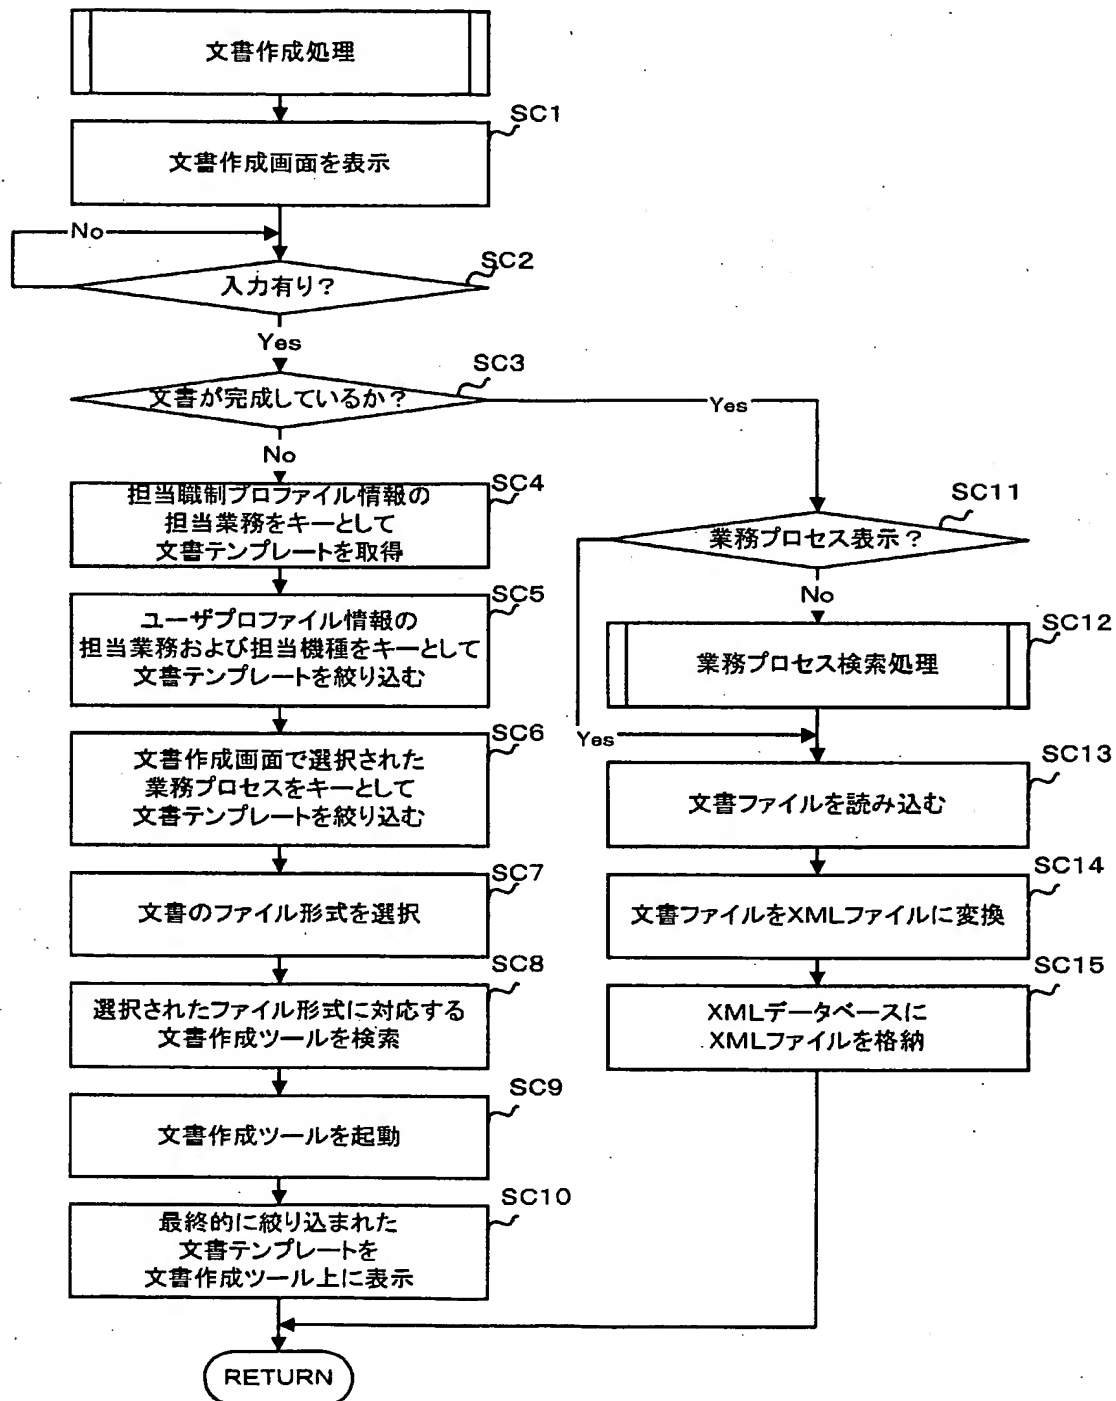 文書作成処理
SC1
文書作成画面を表示
No
SC2
入力有り？
Yes
SC3
文書が完成しているか？
Yes
No
SC4
担当職制プロファイル情報の
担当業務をキーとして
文書テンプレートを取得
SC5
ユーザプロファイル情報の
担当業務および担当機種をキーとして
文書テンプレートを絞り込む
SC6
文書作成画面で選択された
業務プロセスをキーとして
文書テンプレートを絞り込む
SC7
文書のファイル形式を選択
SC8
選択されたファイル形式に対応する
文書作成ツールを検索
SC9
文書作成ツールを起動
SC10
最終的に絞り込まれた
文書テンプレートを
文書作成ツール上に表示
SC11
業務プロセス表示？
No
SC12
業務プロセス検索処理
Yes
SC13
文書ファイルを読み込む
SC14
文書ファイルをXMLファイルに変換
SC15
XMLデータベースに
XMLファイルを格納
RETURN